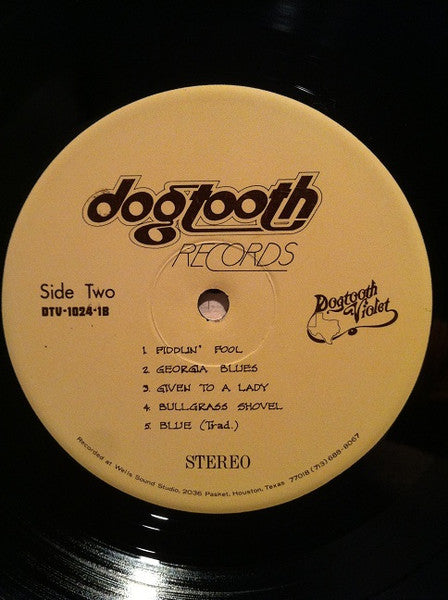 dogtooth
RECORDS
Side Two
DTV-1024-1B
Dogtooth
Violet
1. FIDDLIN' FOOL
2. GEORGIA BLUES
3. GIVEN TO A LADY
4. BULLGRASS SHOVEL
5. BLUE (Trad.)
STEREO
Recorded at Wells Sound Studio, 2036 Pasket, Houston, Texas 77018 (713) 688-8067